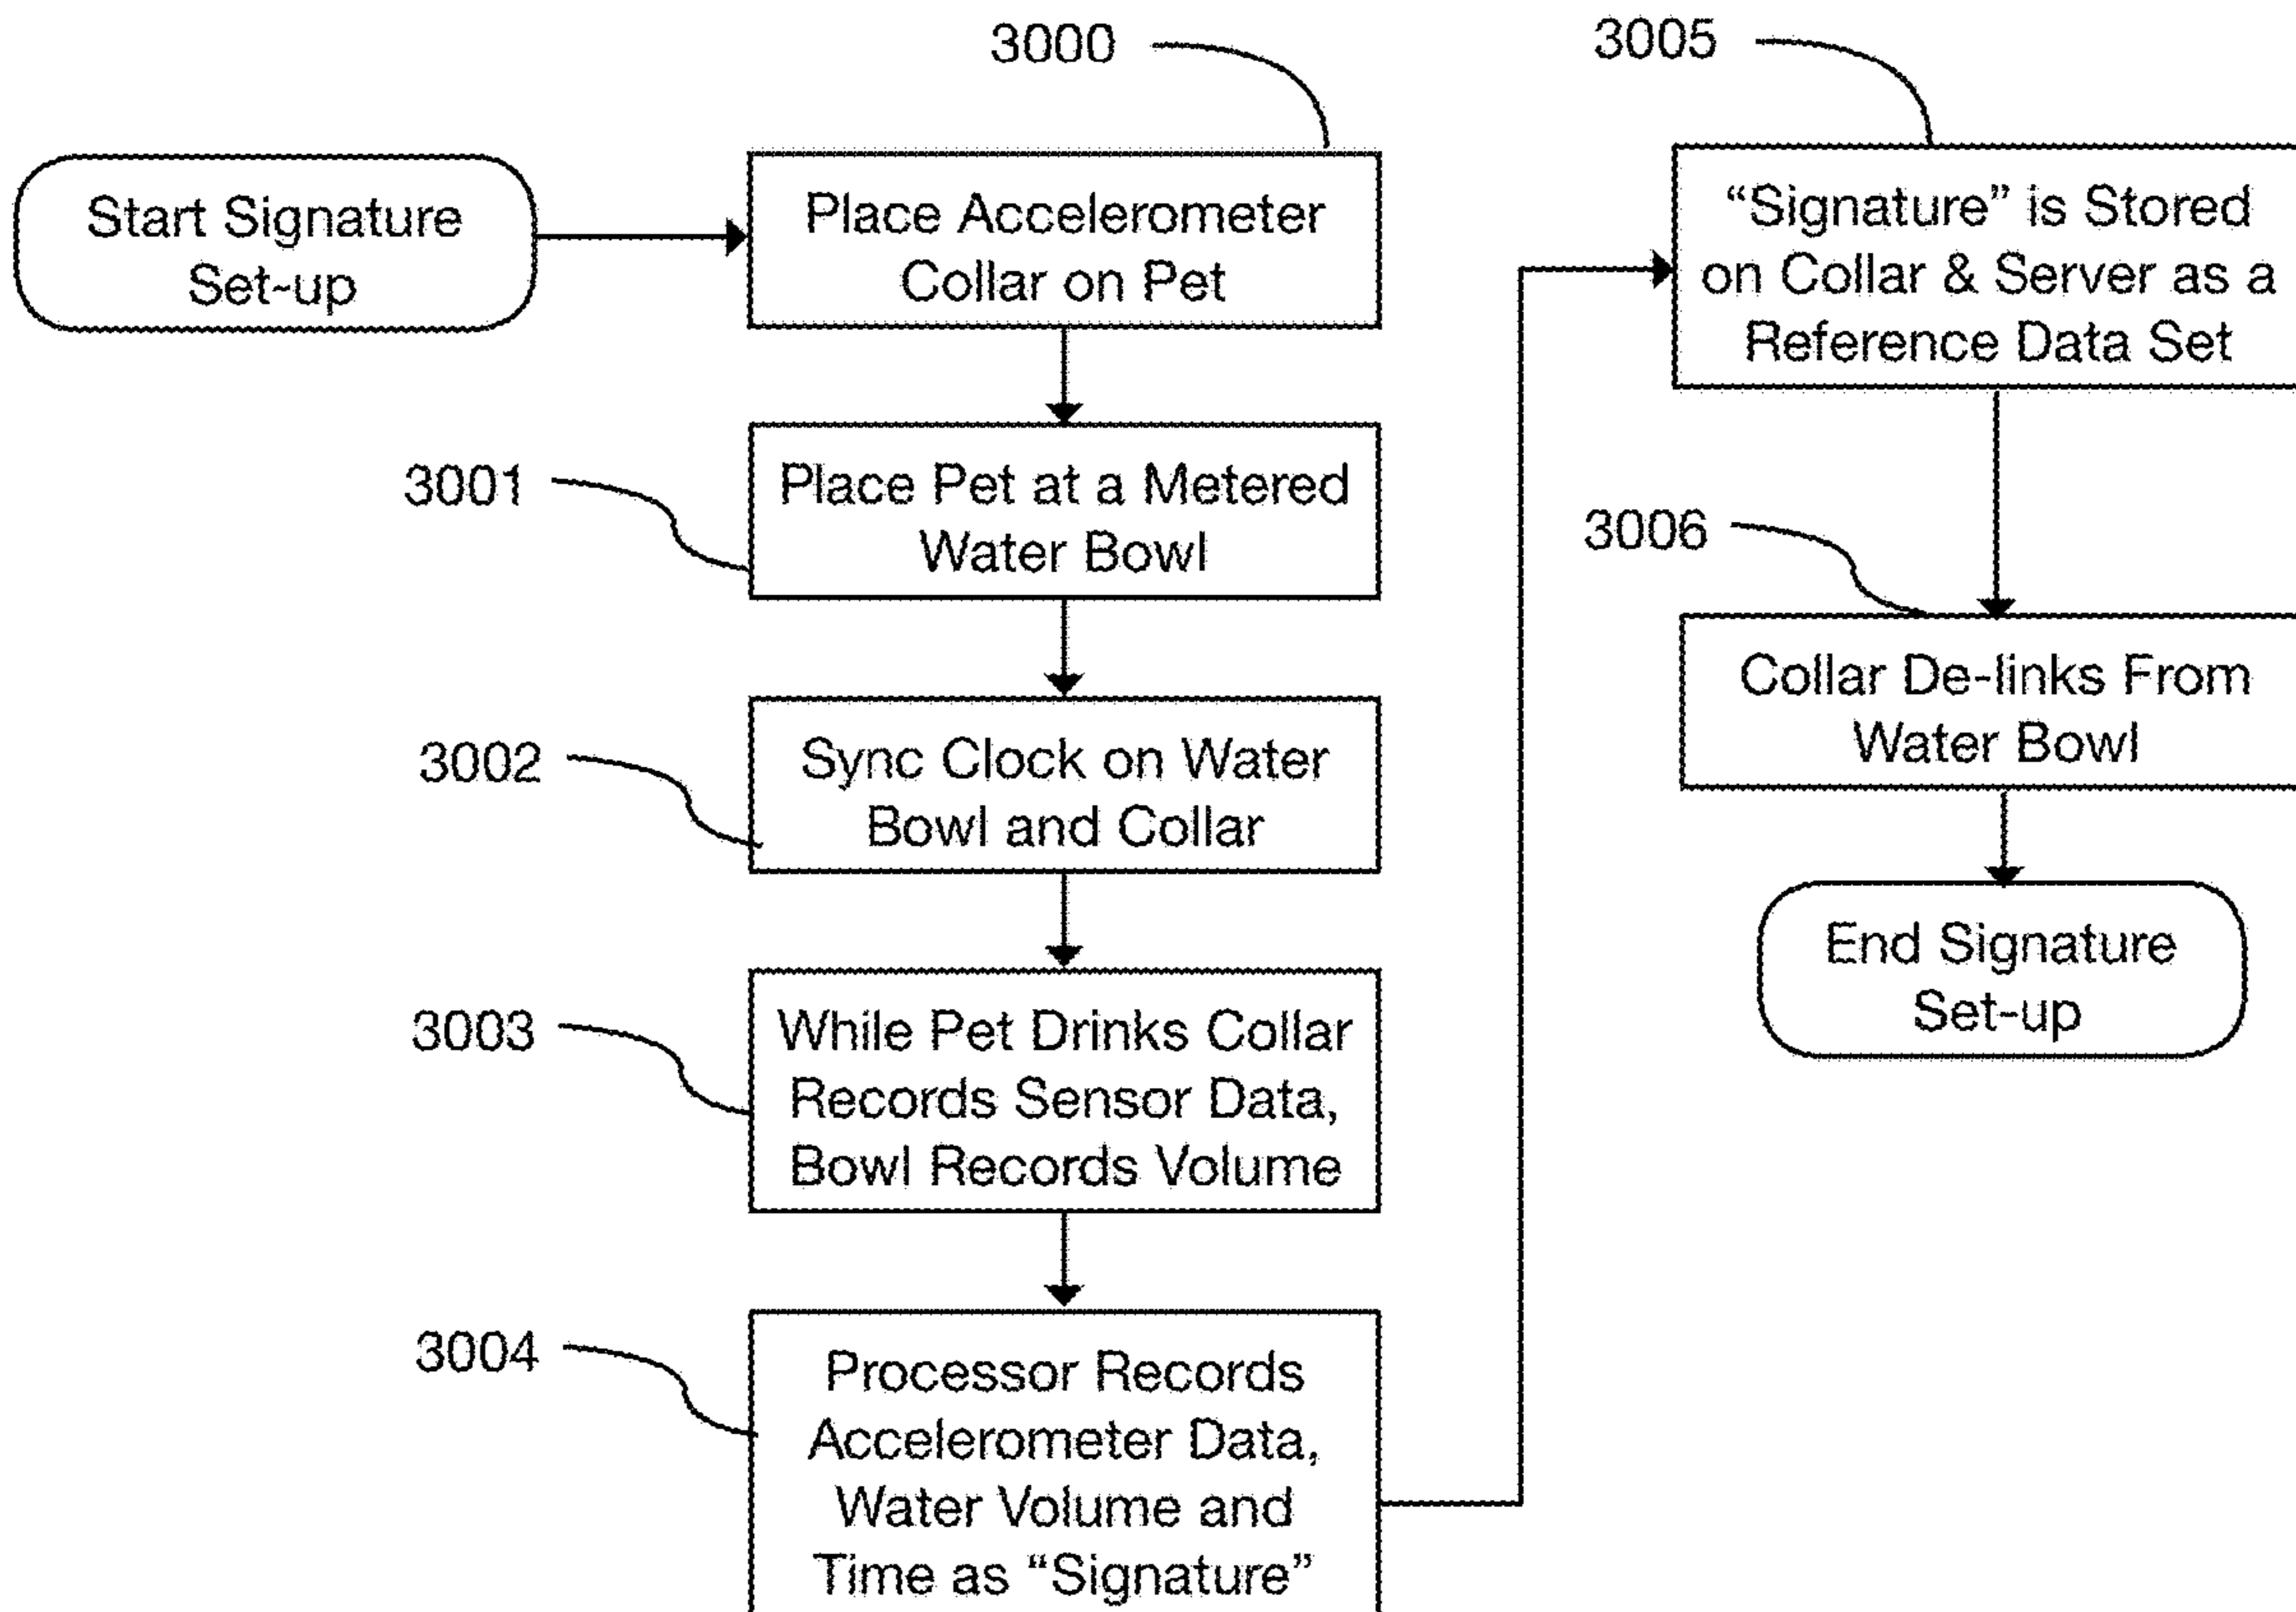 3000
Start Signature
Set-up
Place Accelerometer
Collar on Pet
3001
Place Pet at a Metered
Water Bowl
3002
Sync Clock on Water
Bowl and Collar
3003
While Pet Drinks Collar
Records Sensor Data,
Bowl Records Volume
3004
Processor Records
Accelerometer Data,
Water Volume and
Time as “Signature”
3005
“Signature” is Stored
on Collar & Server as a
Reference Data Set
3006
Collar De-links From
Water Bowl
End Signature
Set-up